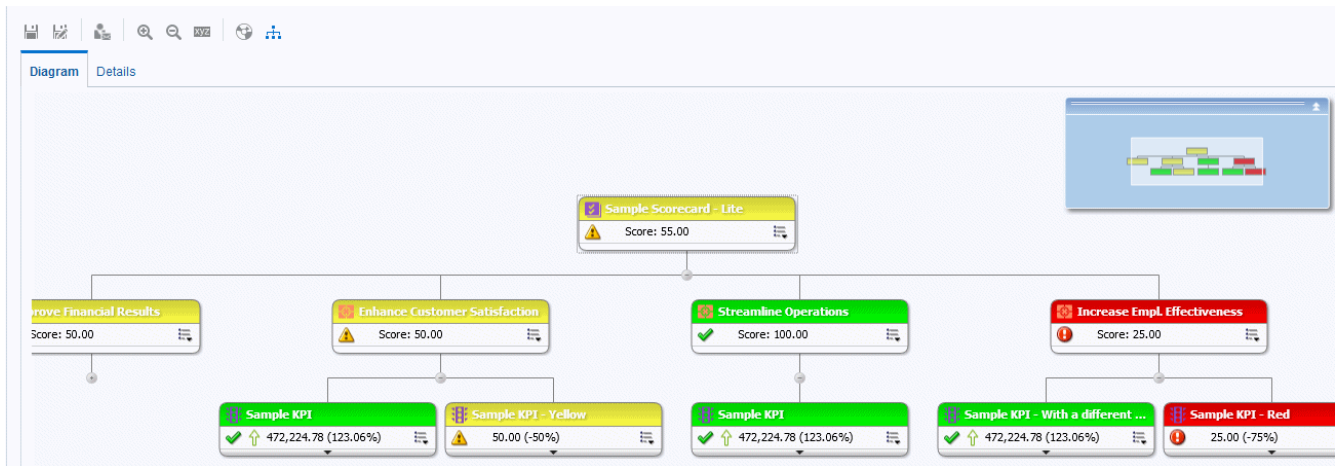 xyz
Diagram Details
Sample Scorecard - Lite
Score: 55.00
rove Financial Results
Enhance Customer Satisfaction
Streamline Operations
Increase Empl. Effectiveness
Score: 50.00
Score: 50.00
Score: 100.00
Score: 25.00
Sample KPI
Sample KPI - Yellow
Sample KPI
Sample KPI - With a different ...
Sample KPI - Red
472,224.78 (123.06%)
50.00 (-50%)
472,224.78 (123.06%)
472,224.78 (123.06%)
25.00 (-75%)